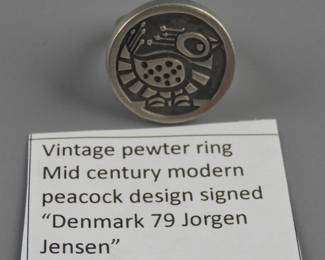 Vintage pewter ring
Mid century modern
peacock design signed
“Denmark 79 Jorgen
Jensen”